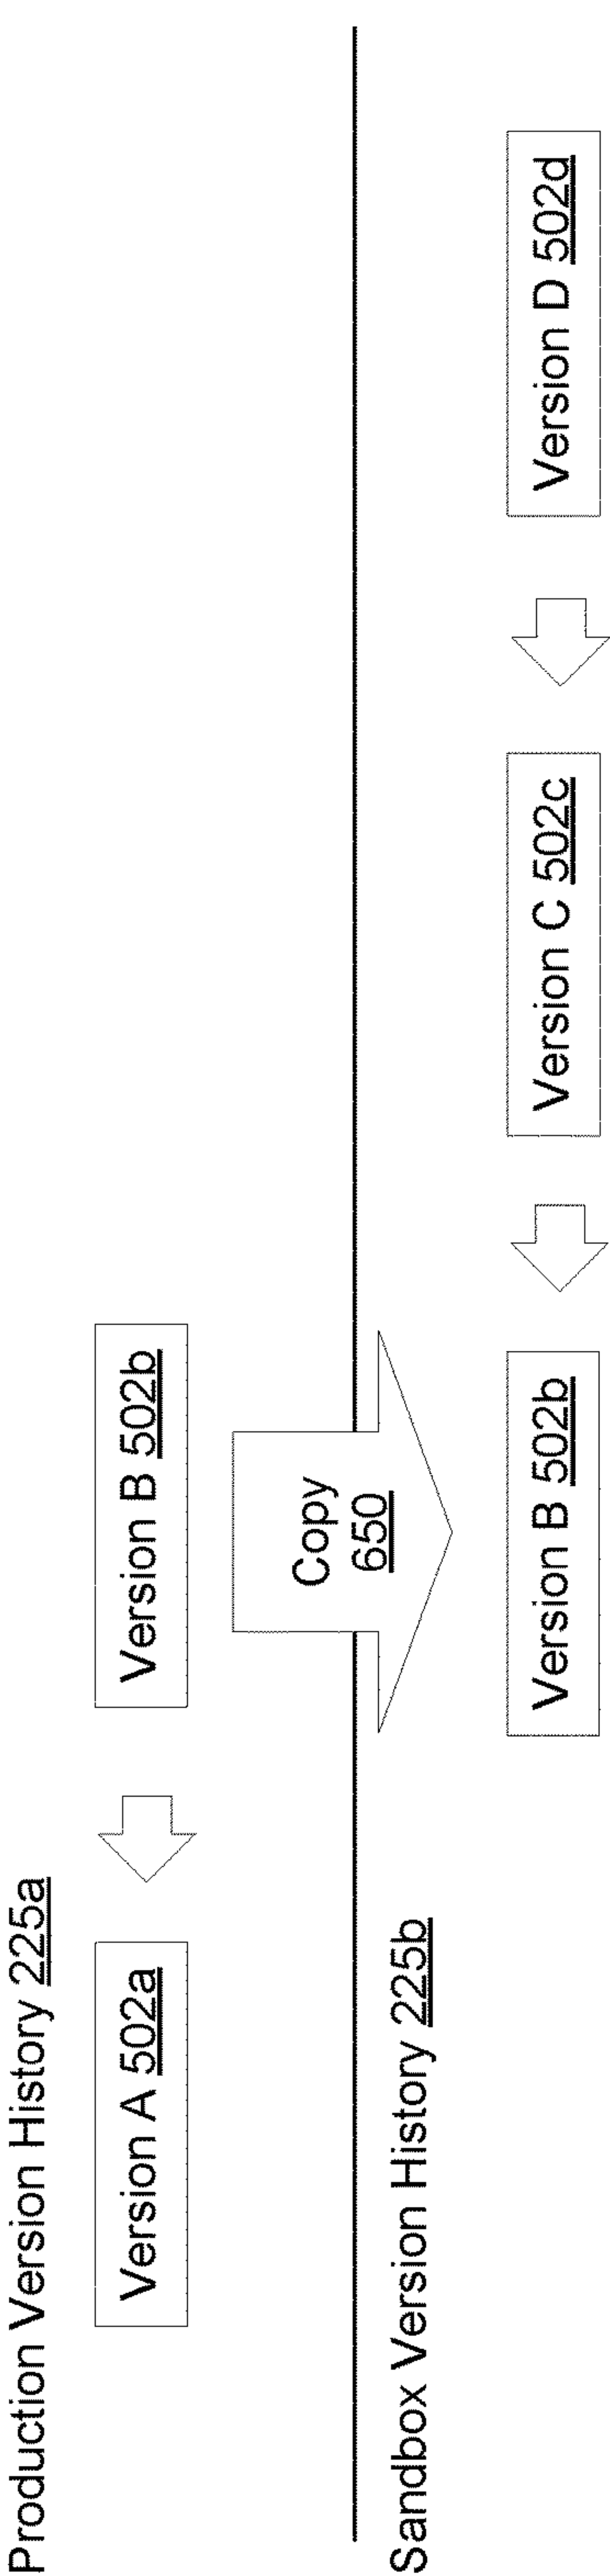 Production Version History 225a
Version A 502a
Version B 502b
Copy
650
Sandbox Version History 225b
Version B 502b
Version C 502c
Version D 502d